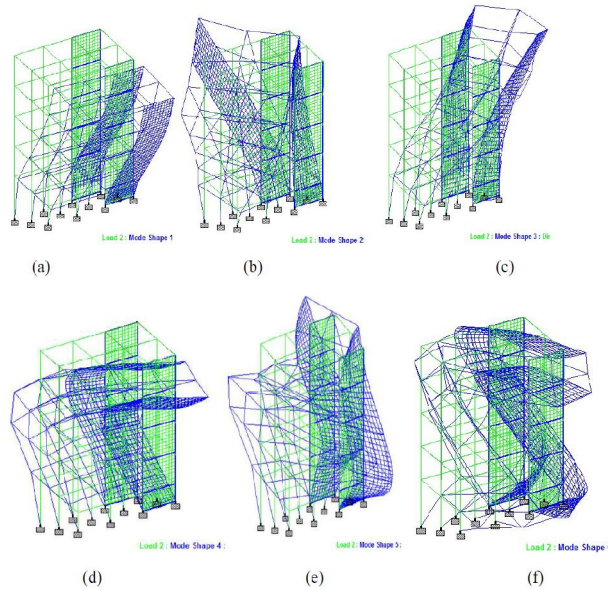 Load 2 : Mode Shape 1
Load 2 : Mode Shape 2
Load 2 : Mode Shape 3 :
(a)
(b)
(c)
Load 2 : Mode Shape 4 :
Load 2 : Mode Shape 5 :
Load 2 : Mode Shape
(d)
(e)
(f)